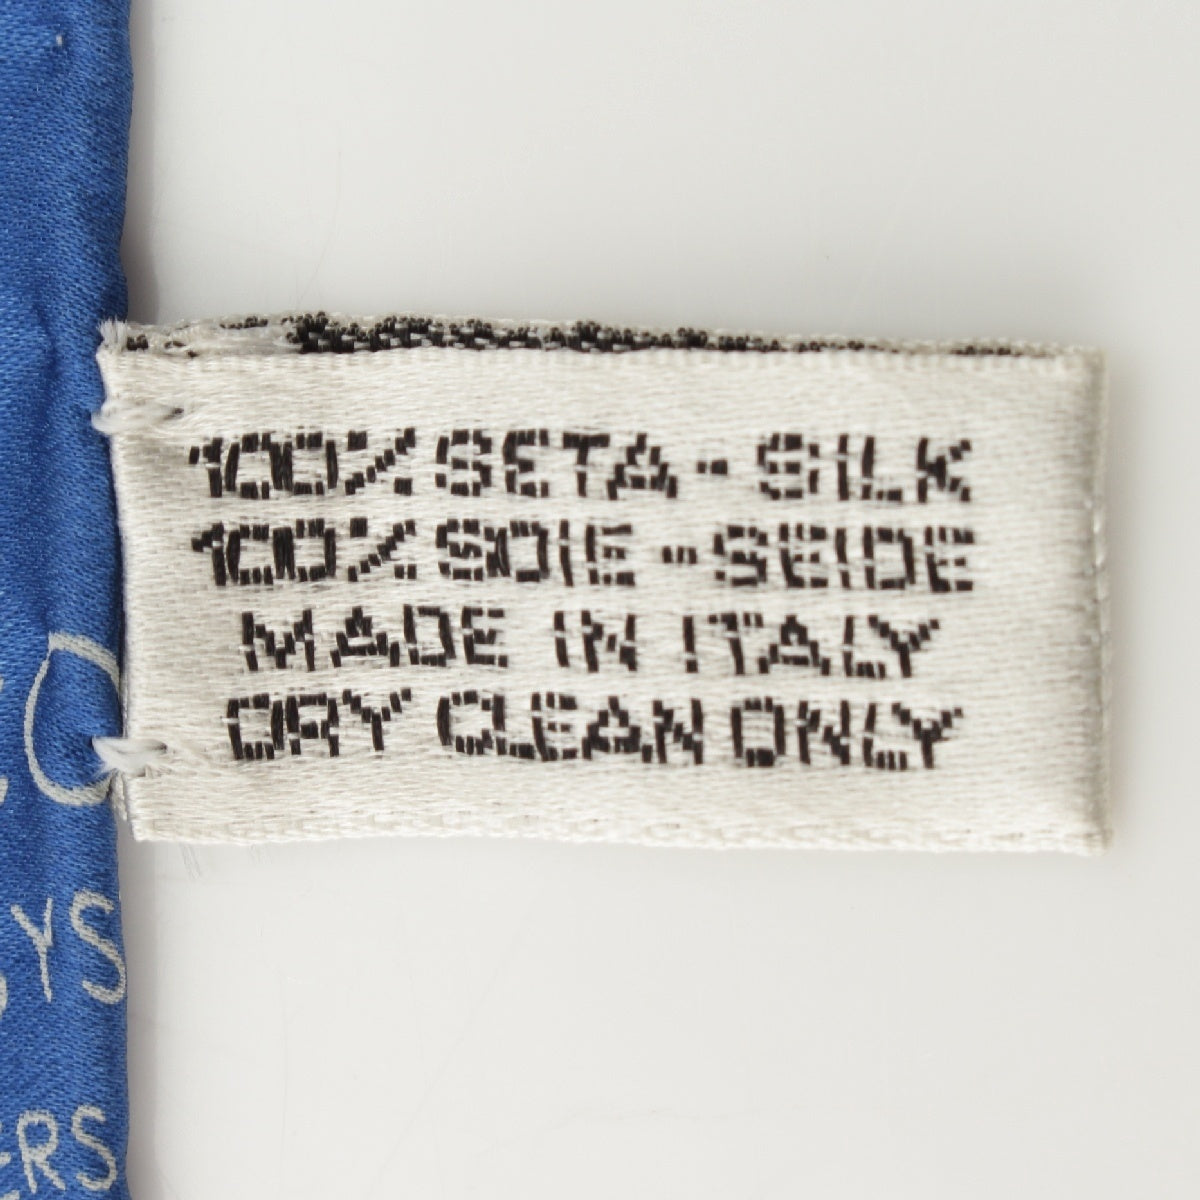 100% SETA - SILK
100% SOIE - SEIDE
MADE IN ITALY
DRY CLEAN ONLY